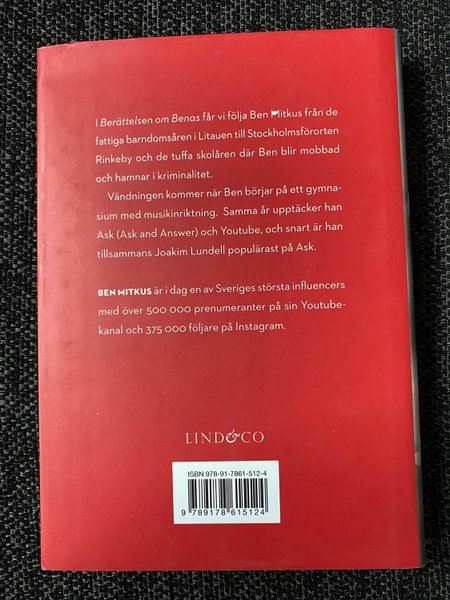 I Berättelsen om Benas får vi följa Ben Mitkus från de
fattiga barndomsåren i Litauen till Stockholmsförorten
Rinkeby och de tuffa skolåren där Ben blir mobbad
och hamnar i kriminalitet.
Vändningen kommer när Ben börjar på ett gymna-
sium med musikinriktning. Samma år upptäcker han
Ask (Ask and Answer) och Youtube, och snart är han
tillsammans Joakim Lundell populärast på Ask.
BEN MITKUS är i dag en av Sveriges största influencers
med över 500 000 prenumeranter på sin Youtube-
kanal och 375 000 följare på Instagram.
LIND&CO
ISBN 978-91-7861-512-4
9 789178 615124